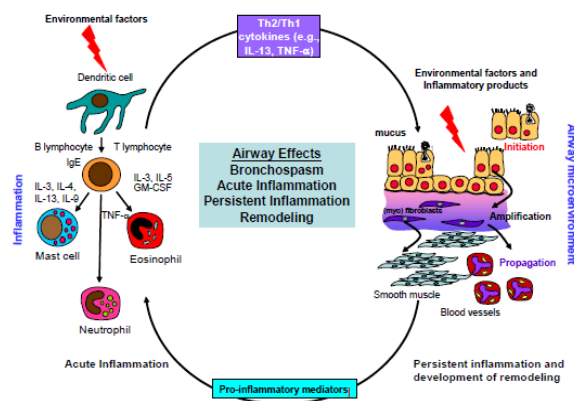 Environmental factors
Dendritic cell
B lymphocyte
T lymphocyte
IgE
IL-3, IL-4,
IL-13, IL-9
IL-3, IL-5
GM-CSF
TNF-α
Mast cell
Eosinophil
Neutrophil
Inflammation
Acute Inflammation
Th2/Th1
cytokines (e.g.,
IL-13, TNF-α)
Airway Effects
Bronchospasm
Acute Inflammation
Persistent Inflammation
Remodeling
Pro-inflammatory mediators
Environmental factors and
Inflammatory products
mucus
Initiation
(myo) fibroblasts
Amplification
Propagation
Smooth muscle
Blood vessels
Airway microenvironment
Persistent inflammation and
development of remodeling